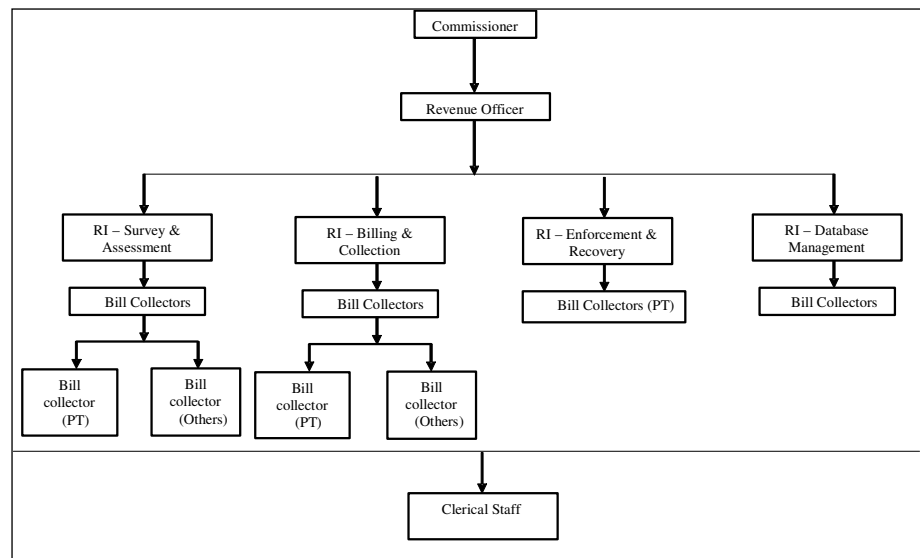 Commissioner
Revenue Officer
RI – Survey &
Assessment
RI – Billing &
Collection
RI – Enforcement &
Recovery
RI – Database
Management
Bill Collectors
Bill Collectors
Bill Collectors (PT)
Bill Collectors
Bill
collector
(PT)
Bill
collector
(Others)
Bill
collector
(PT)
Bill
collector
(Others)
Clerical Staff